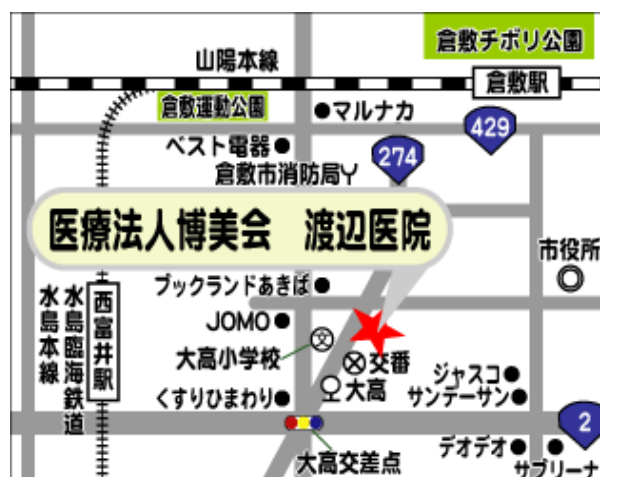 倉敷チボリ公園
山陽本線
倉敷駅
倉敷運動公園
マルナカ
429
ベスト電器
274
倉敷市消防局
医療法人博美会 渡辺医院
市役所
ブックランドあきば
水島本線
水島臨海鉄道
西富井駅
JOMO
文
大高小学校
交番
大高
ジャスコ
サンテーサン
くすりひまわり
2
大高交差点
デオデオ
サブリーナ